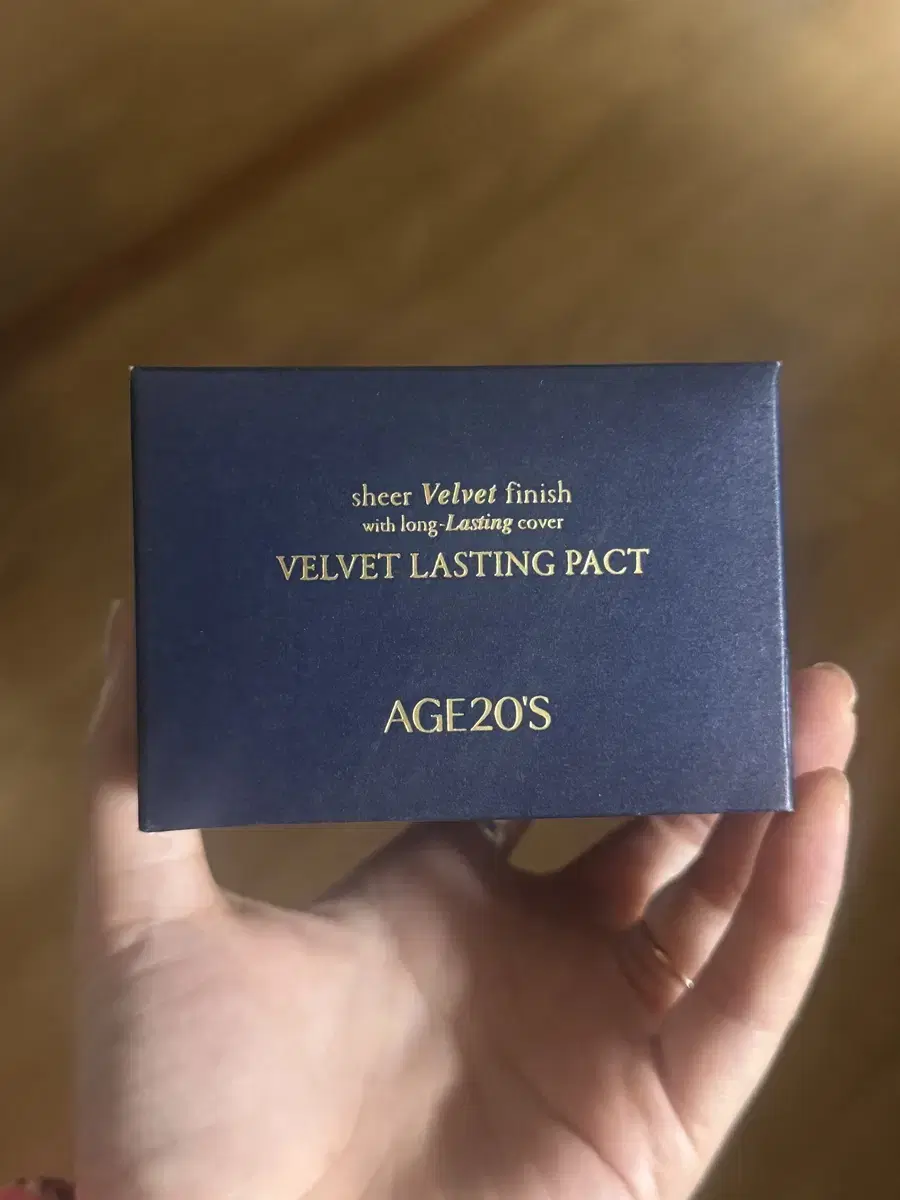 sheer Velvet finish
with long-Lasting cover
VELVET LASTING PACT
AGE20'S